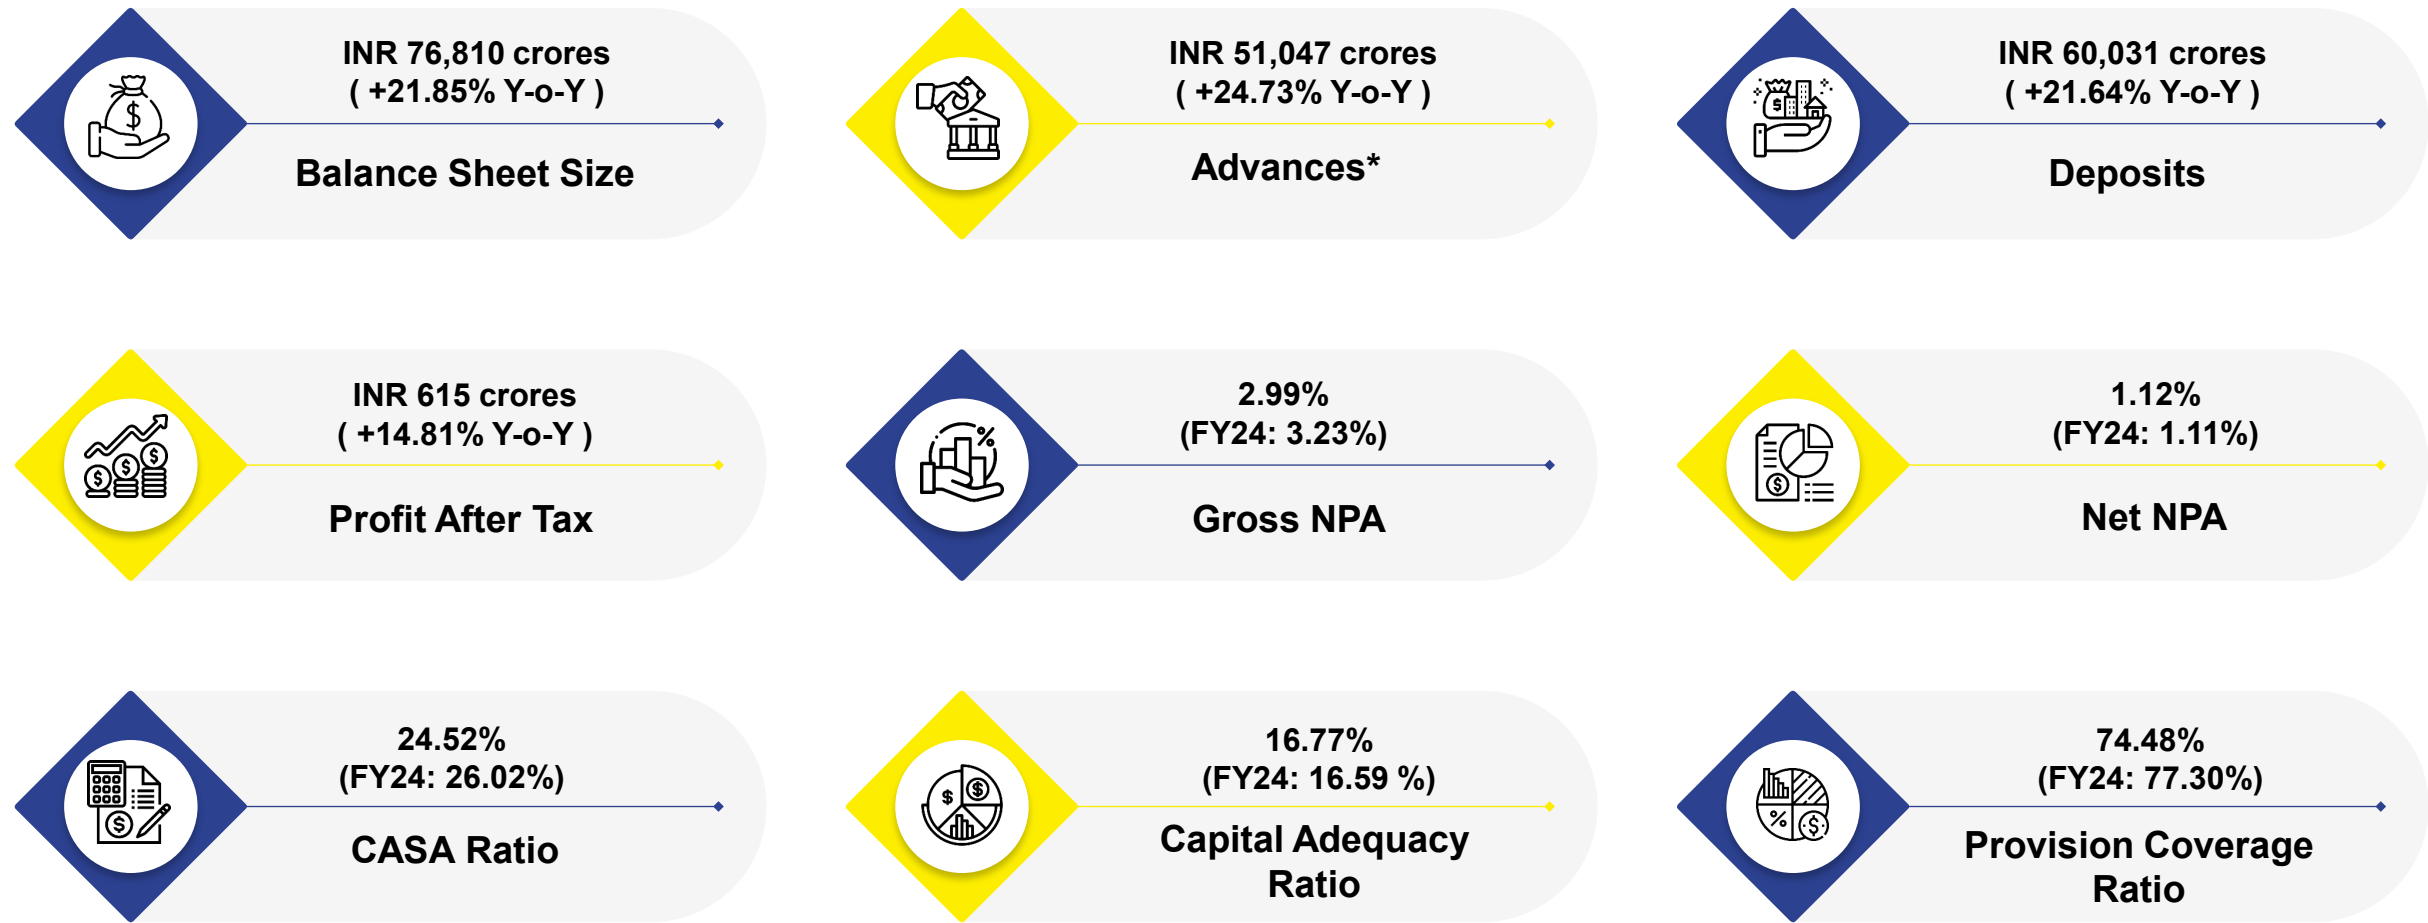 INR 76,810 crores
( +21.85% Y-o-Y )
Balance Sheet Size
INR 51,047 crores
( +24.73% Y-o-Y )
Advances*
INR 60,031 crores
( +21.64% Y-o-Y )
Deposits
INR 615 crores
( +14.81% Y-o-Y )
Profit After Tax
2.99%
(FY24: 3.23%)
Gross NPA
1.12%
(FY24: 1.11%)
Net NPA
24.52%
(FY24: 26.02%)
CASA Ratio
16.77%
(FY24: 16.59 %)
Capital Adequacy
Ratio
74.48%
(FY24: 77.30%)
Provision Coverage
Ratio